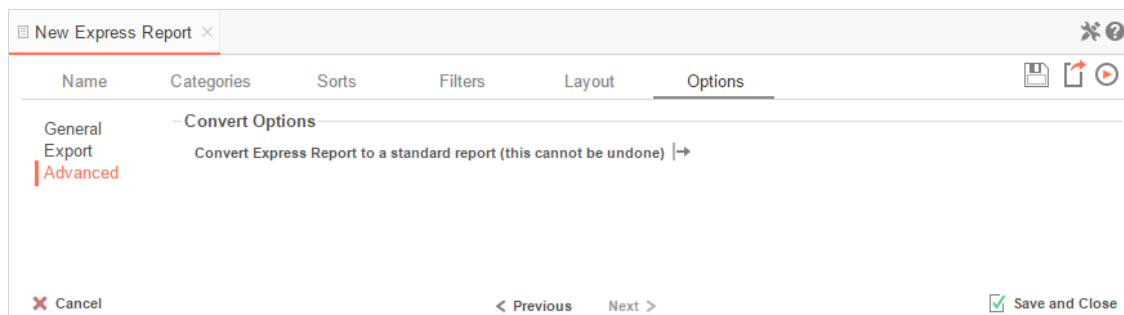 New Express Report
Name Categories Sorts Filters Layout Options
General
Export
Advanced
Convert Options
Convert Express Report to a standard report (this cannot be undone)
Cancel
< Previous
Next >
Save and Close